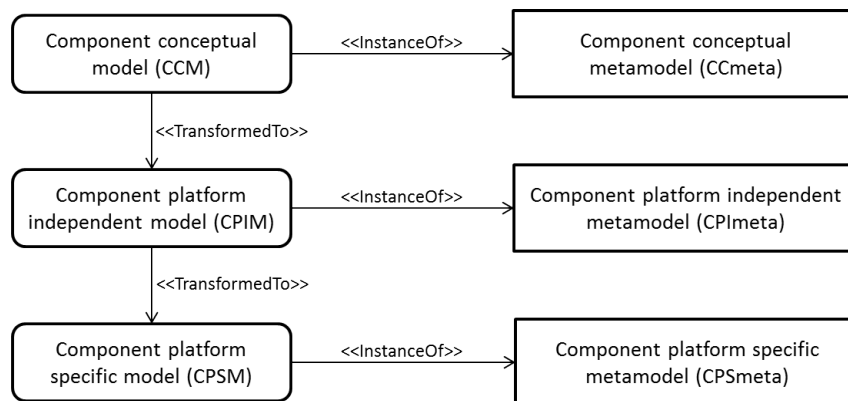 Component conceptual
model (CCM)
<<InstanceOf>>
Component conceptual
metamodel (CCmeta)
<<TransformedTo>>
Component platform
independent model (CPIM)
<<InstanceOf>>
Component platform independent
metamodel (CPImeta)
<<TransformedTo>>
Component platform
specific model (CPSM)
<<InstanceOf>>
Component platform specific
metamodel (CPSmeta)